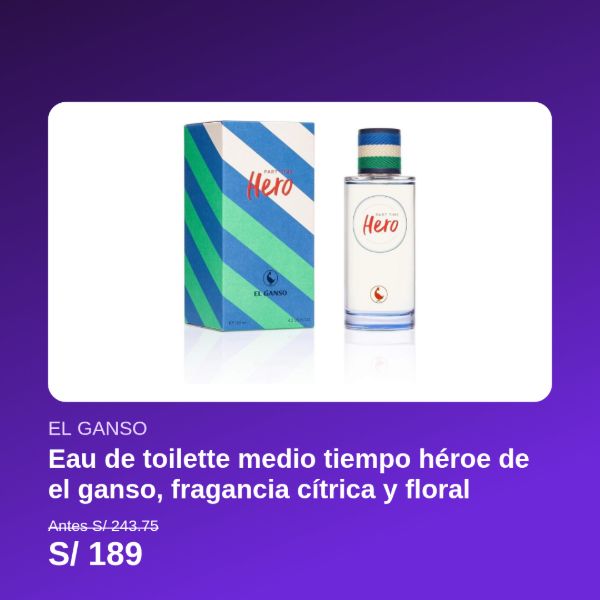 PART TIME
Hero
PART TIME
Hero
EL GANSO
EL GANSO
Eau de toilette medio tiempo héroe de
el ganso, fragancia cítrica y floral
Antes S/ 243.75
S/ 189